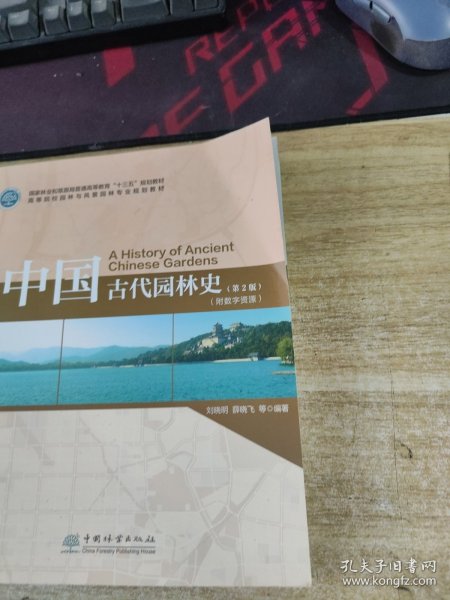 REPU
OF GAME
国家林业和草原局普通高等教育“十三五”规划教材
高等院校园林与风景园林专业规划教材
A History of Ancient
Chinese Gardens
中国
古代园林史（第2版）
（附数字资源）
刘晓明 薛晓飞 等◎编著
中国林业出版社
China Forestry Publishing House
孔夫子旧书网
www.kongfz.com